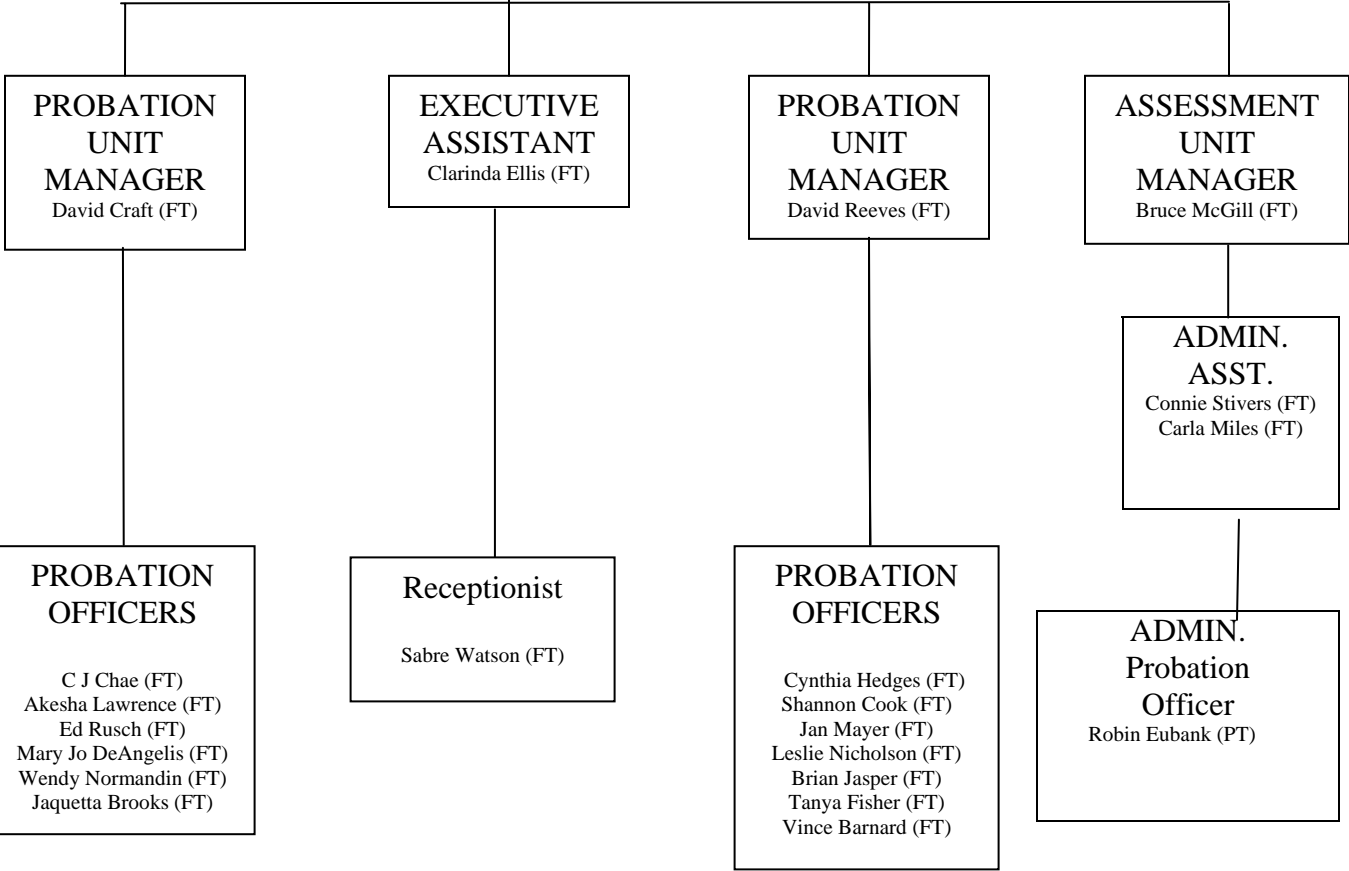 PROBATION
UNIT
MANAGER
David Craft (FT)
EXECUTIVE
ASSISTANT
Clarinda Ellis (FT)
PROBATION
UNIT
MANAGER
David Reeves (FT)
ASSESSMENT
UNIT
MANAGER
Bruce McGill (FT)
ADMIN.
ASST.
Connie Stivers (FT)
Carla Miles (FT)
PROBATION
OFFICERS
C J Chae (FT)
Akesha Lawrence (FT)
Ed Rusch (FT)
Mary Jo DeAngelis (FT)
Wendy Normandin (FT)
Jaquetta Brooks (FT)
Receptionist
Sabre Watson (FT)
PROBATION
OFFICERS
Cynthia Hedges (FT)
Shannon Cook (FT)
Jan Mayer (FT)
Leslie Nicholson (FT)
Brian Jasper (FT)
Tanya Fisher (FT)
Vince Barnard (FT)
ADMIN.
Probation
Officer
Robin Eubank (PT)